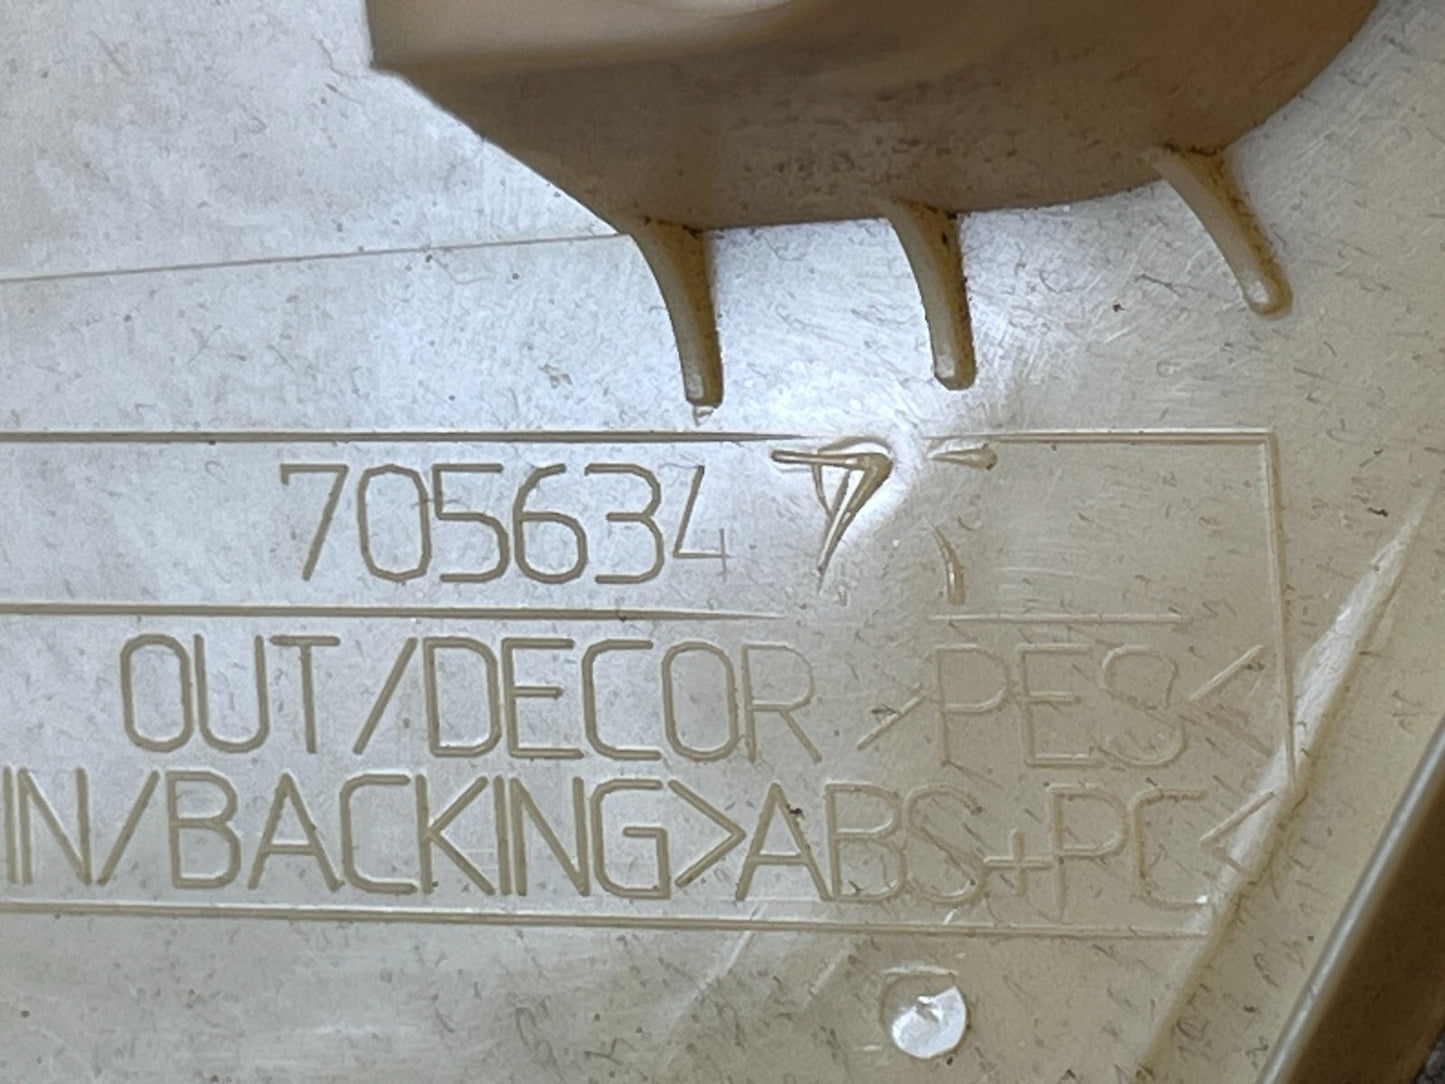 705634
OUT/DECOR >PES<
IN/BACKING>ABS+PC<